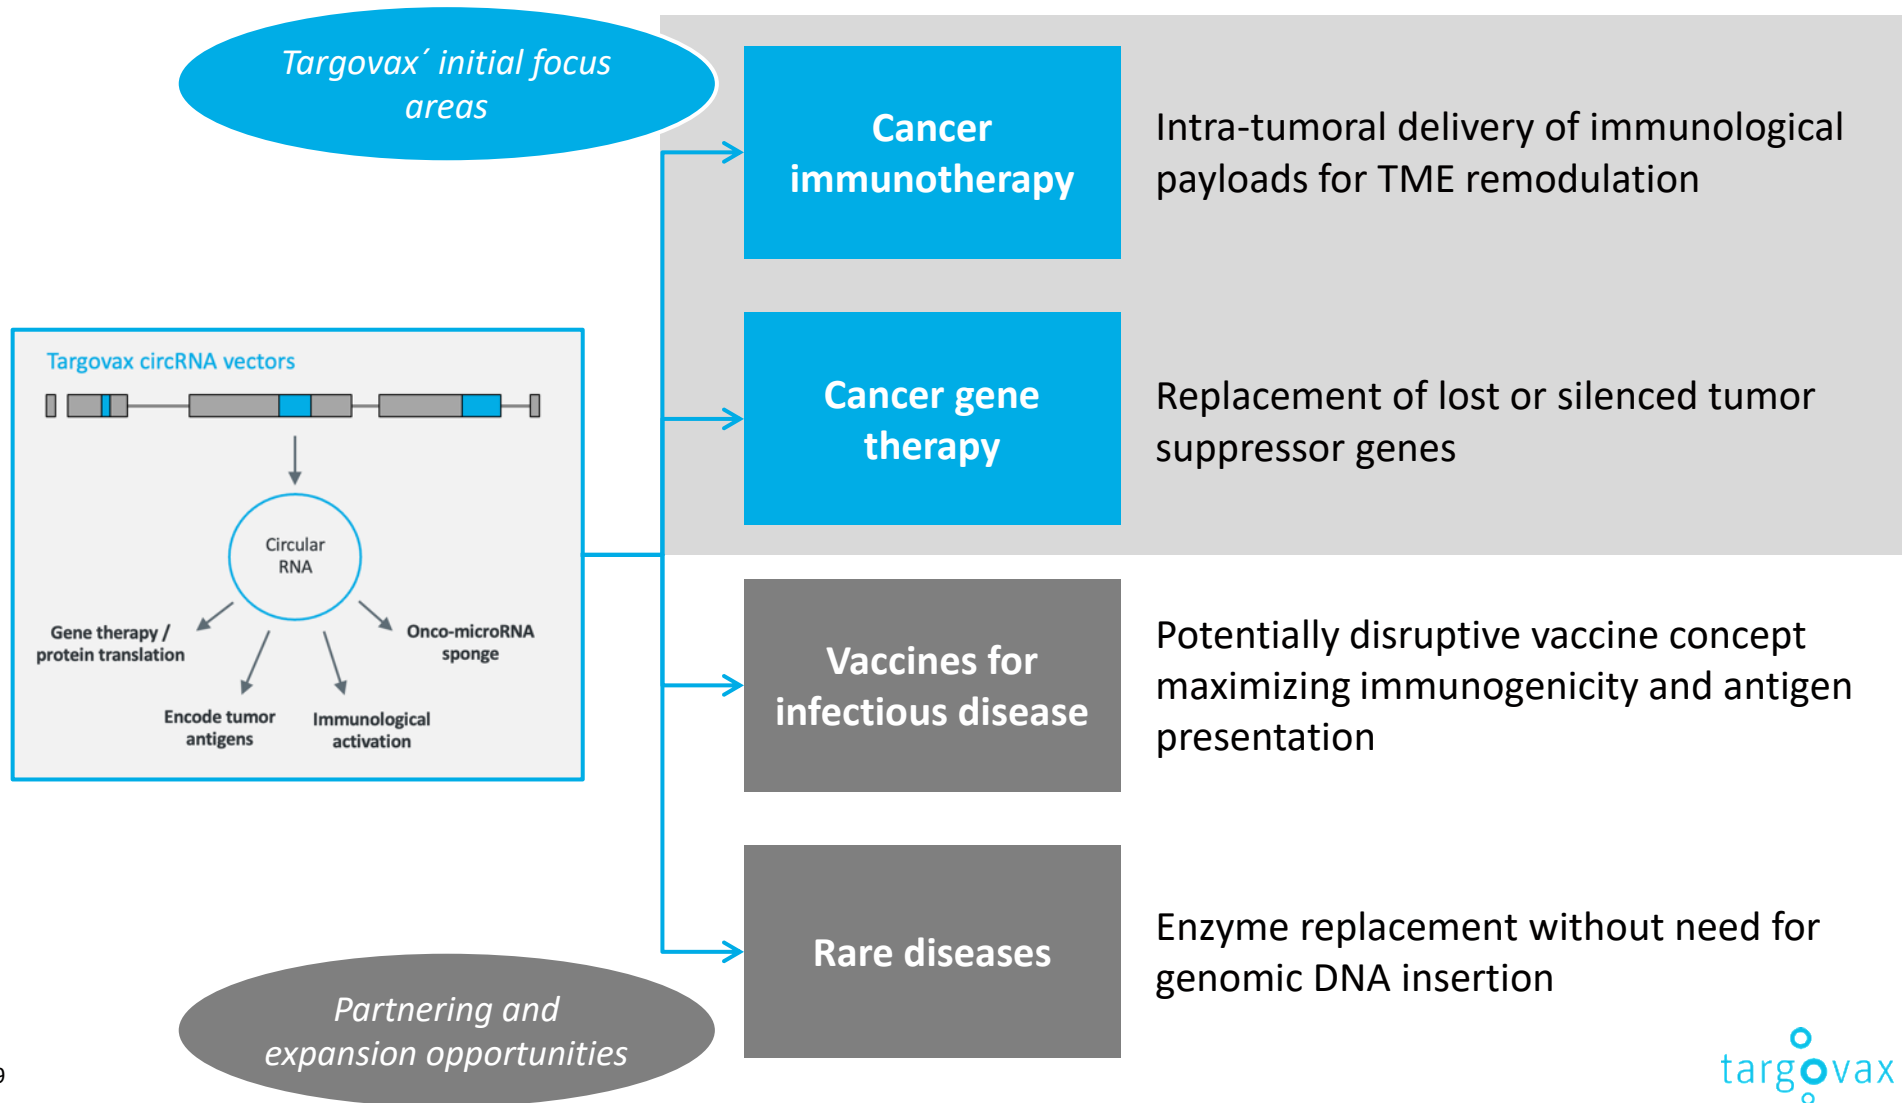 Targovax´ initial focus
areas
Cancer
immunotherapy
Intra-tumoral delivery of immunological
payloads for TME remodulation
Targovax circRNA vectors
Circular
RNA
Gene therapy /
protein translation
Onco-microRNA
sponge
Encode tumor
antigens
Immunological
activation
Cancer gene
therapy
Replacement of lost or silenced tumor
suppressor genes
Vaccines for
infectious disease
Potentially disruptive vaccine concept
maximizing immunogenicity and antigen
presentation
Rare diseases
Enzyme replacement without need for
genomic DNA insertion
Partnering and
expansion opportunities
9
targovax